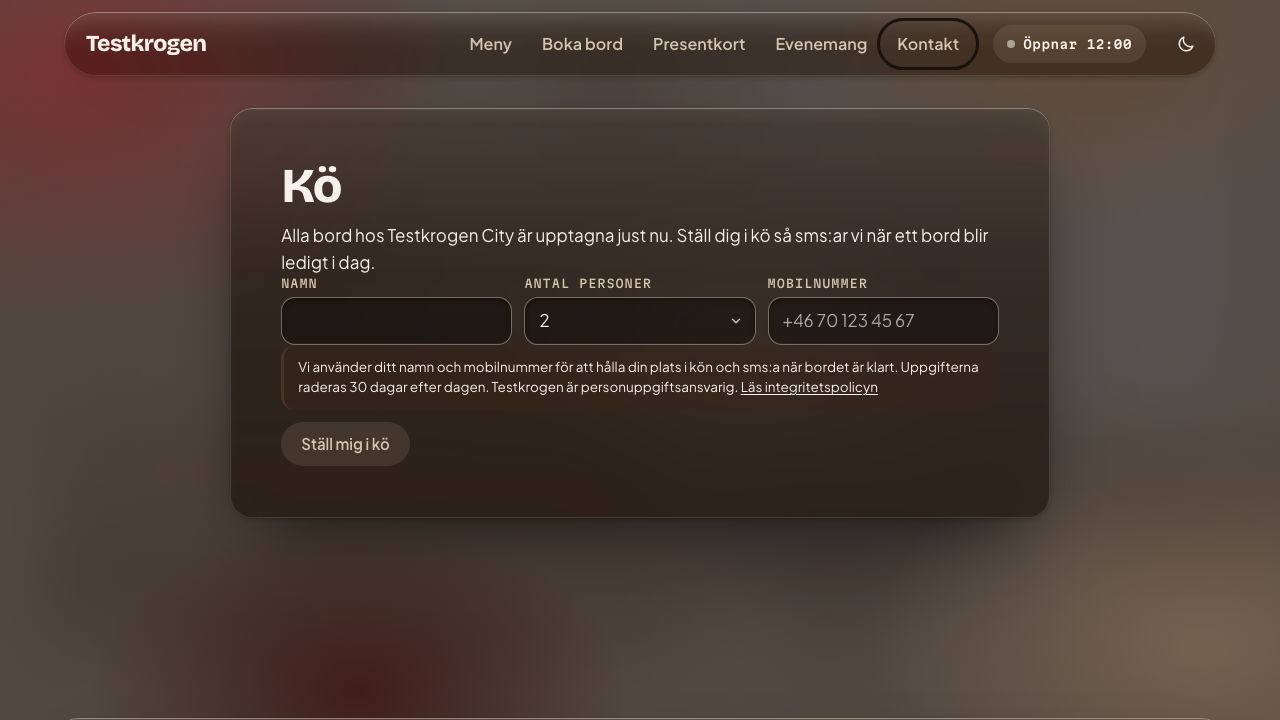 Testkrogen
Meny
Boka bord
Presentkort
Evenemang
Kontakt
Öppnar 12:00
Kö
Alla bord hos Testkrogen City är upptagna just nu. Ställ dig i kö så sms:ar vi när ett bord blir
ledigt i dag.
NAMN
ANTAL PERSONER
MOBILNUMMER
2
+46 70 123 45 67
Vi använder ditt namn och mobilnummer för att hålla din plats i kön och sms:a när bordet är klart. Uppgifterna
raderas 30 dagar efter dagen. Testkrogen är personuppgiftsansvarig. Läs integritetspolicyn
Ställ mig i kö